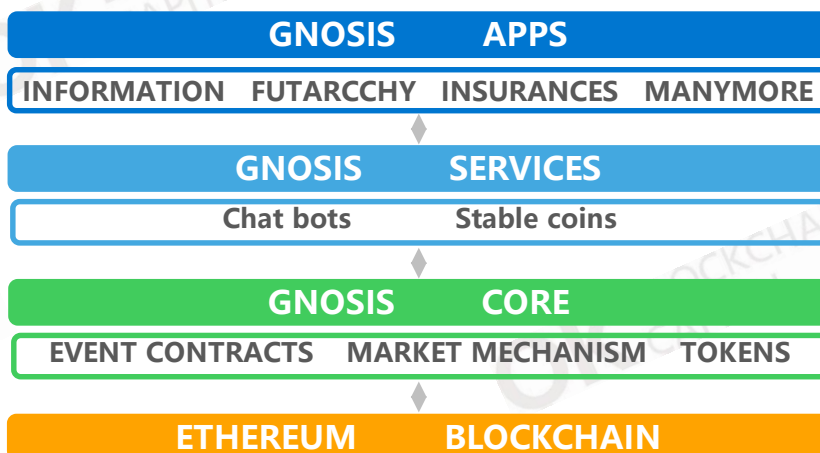 GNOSIS APPS
INFORMATION FUTARCCHY INSURANCES MANYMORE
GNOSIS SERVICES
Chat bots Stable coins
GNOSIS CORE
EVENT CONTRACTS MARKET MECHANISM TOKENS
ETHEREUM BLOCKCHAIN